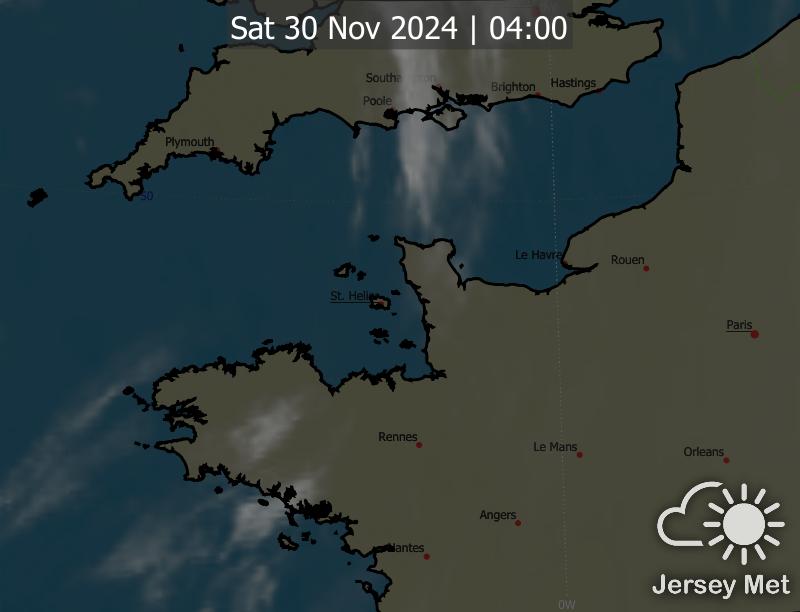 Sat 30 Nov 2024 | 04:00
Southampton
Hastings
Brighton
Poole
Plymouth
50
Le Havre
Rouen
St. Helier
Paris
Rennes
Le Mans
Orleans
Angers
Nantes
Jersey Met
0W